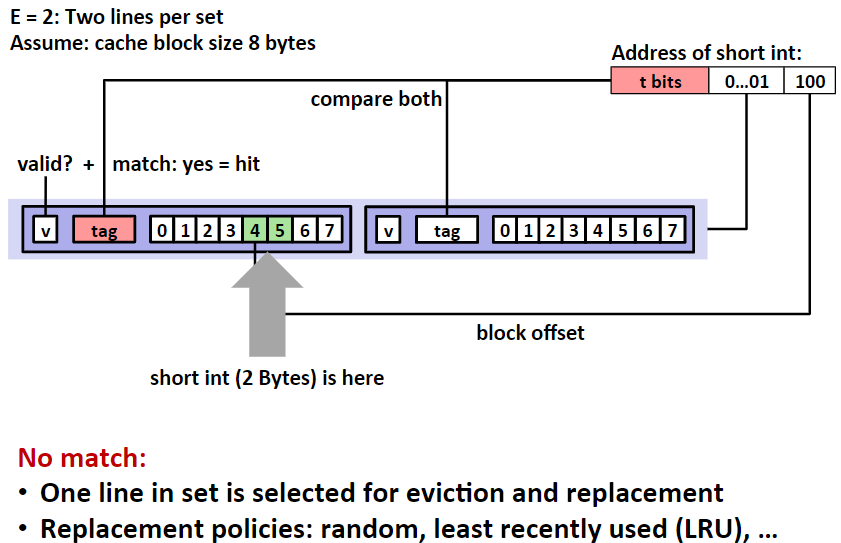 E = 2: Two lines per set
Assume: cache block size 8 bytes
Address of short int:
t bits 0…01 100
compare both
valid? + match: yes = hit
v tag 0 1 2 3 4 5 6 7 v tag 0 1 2 3 4 5 6 7
block offset
short int (2 Bytes) is here
No match:
• One line in set is selected for eviction and replacement
• Replacement policies: random, least recently used (LRU), …